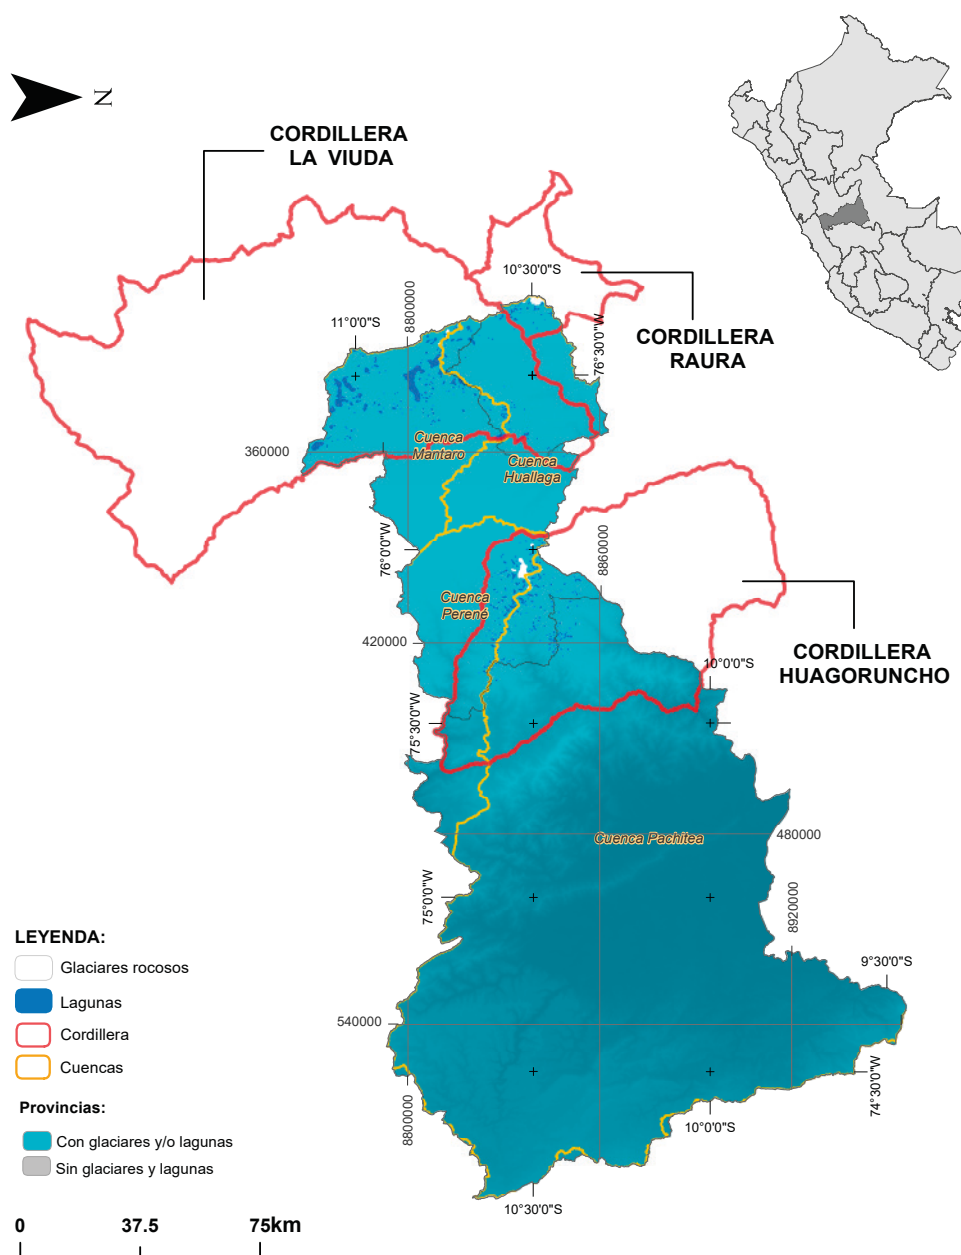 N
CORDILLERA
LA VIUDA
10°30'0"S
8800000
11°0'0"S
76°30'0"W
CORDILLERA
RAURA
Cuenca
Mantaro
360000
Cuenca
Huallaga
76°0'0"W
8860000
Cuenca
Perené
420000
CORDILLERA
HUAGORUNCHO
10°0'0"S
75°30'0"W
Cuenca Pachitea
480000
75°0'0"W
8920000
LEYENDA:
Glaciares rocosos
Lagunas
Cordillera
Cuencas
9°30'0"S
540000
74°30'0"W
8800000
10°0'0"S
Provincias:
Con glaciares y/o lagunas
Sin glaciares y lagunas
10°30'0"S
0 37.5 75km